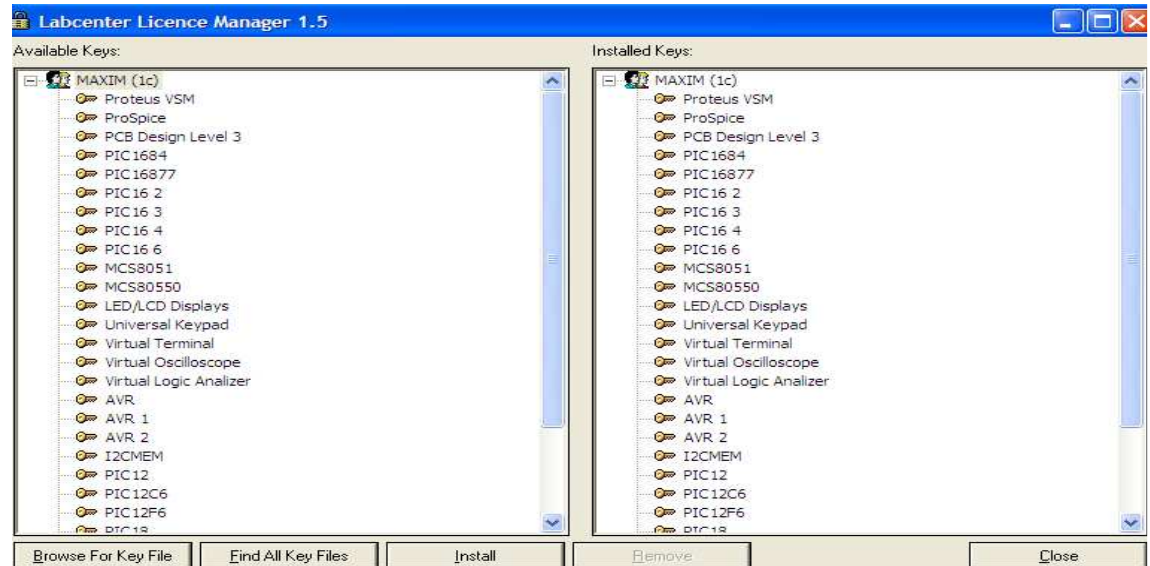 Labcenter Licence Manager 1.5
Available Keys:
MAXIM (1c)
Proteus VSM
ProSpice
PCB Design Level 3
PIC1684
PIC16877
PIC16 2
PIC16 3
PIC16 4
PIC16 6
MCS8051
MCS80550
LED/LCD Displays
Universal Keypad
Virtual Terminal
Virtual Oscilloscope
Virtual Logic Analizer
AVR
AVR 1
AVR 2
I2CMEM
PIC12
PIC12C6
PIC12F6
PIC18
Installed Keys:
MAXIM (1c)
Proteus VSM
ProSpice
PCB Design Level 3
PIC1684
PIC16877
PIC16 2
PIC16 3
PIC16 4
PIC16 6
MCS8051
MCS80550
LED/LCD Displays
Universal Keypad
Virtual Terminal
Virtual Oscilloscope
Virtual Logic Analizer
AVR
AVR 1
AVR 2
I2CMEM
PIC12
PIC12C6
PIC12F6
PIC18
Browse For Key File
Find All Key Files
Install
Remove
Close